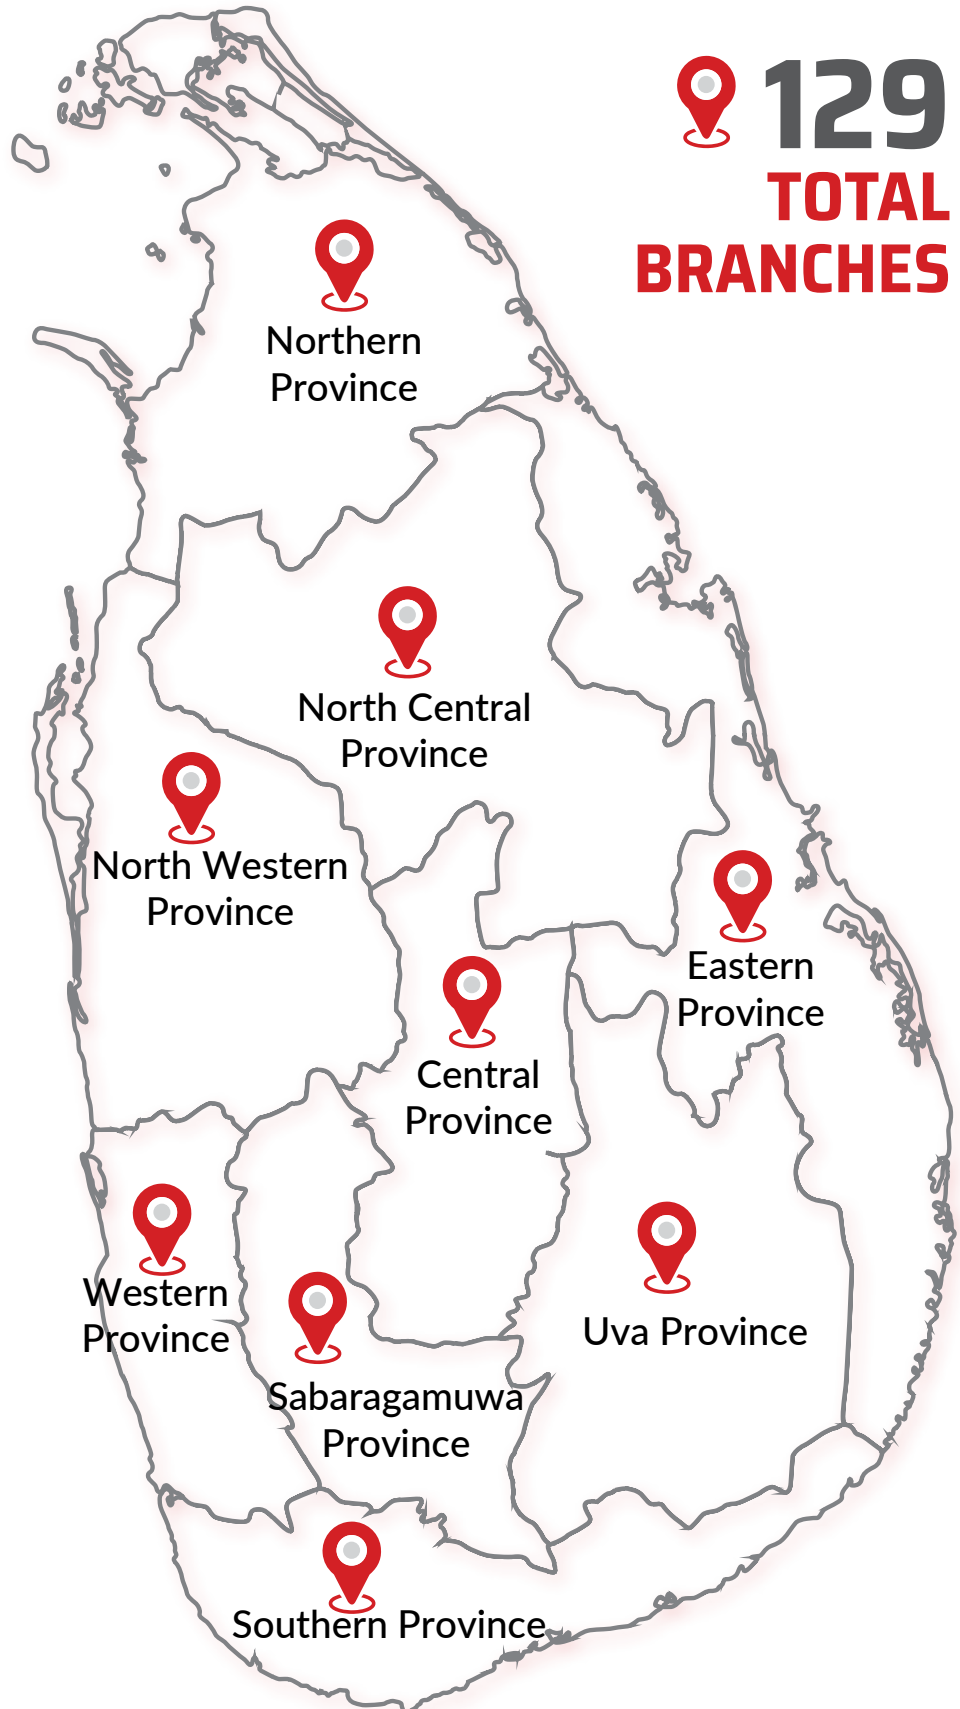 129
TOTAL
BRANCHES
Northern
Province
North Central
Province
North Western
Province
Eastern
Province
Central
Province
Western
Province
Uva Province
Sabaragamuwa
Province
Southern Province